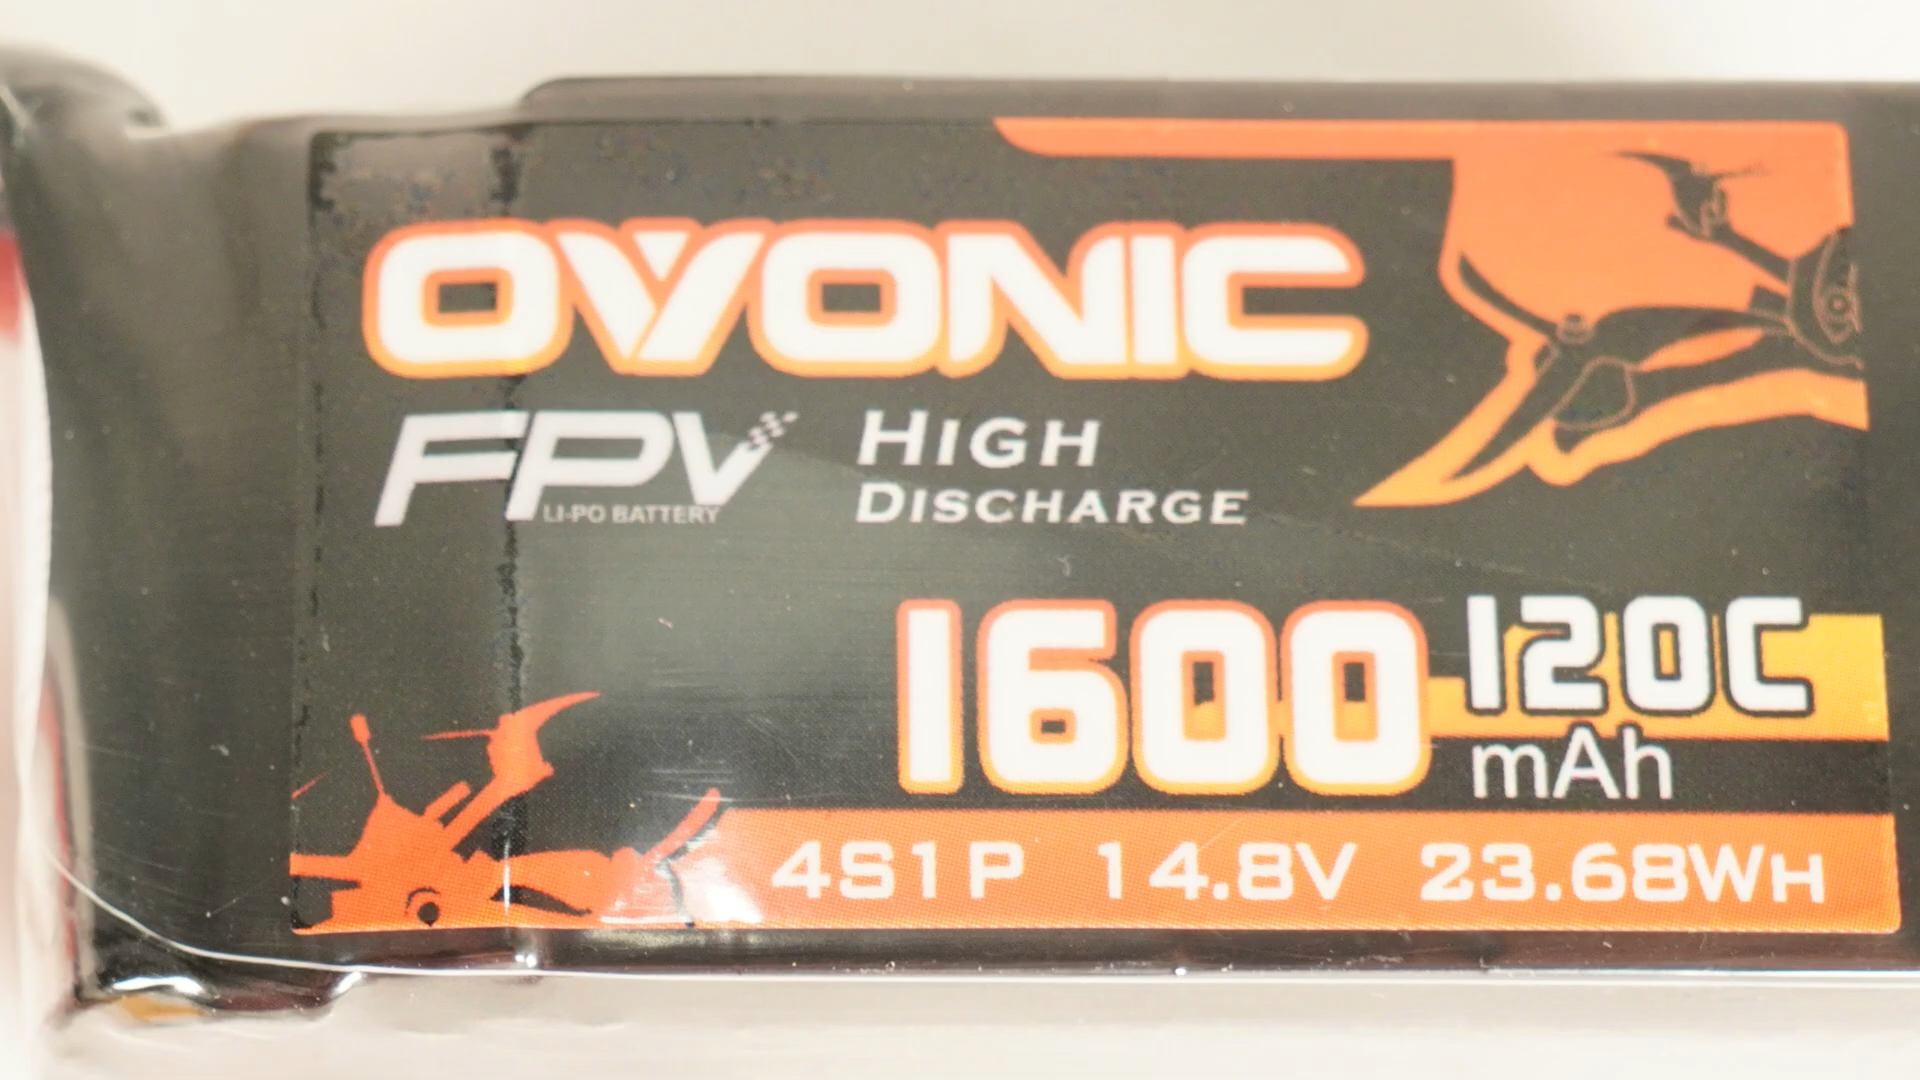 OVONIC
FPV HIGH
LI-PO BATTERY DISCHARGE
1600 120C
mAh
4S1P 14.8V 23.68WH